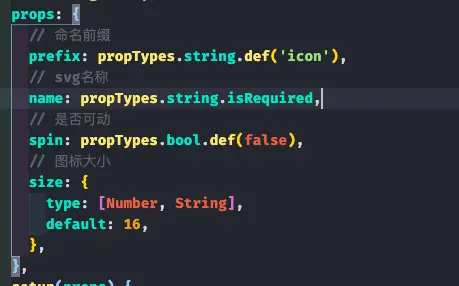 props: {
// 命名前缀
prefix: propTypes.string.def('icon'),
// svg名称
name: propTypes.string.isRequired,
// 是否可动
spin: propTypes.bool.def(false),
// 图标大小
size: {
type: [Number, String],
default: 16,
},
},
setup(props) {